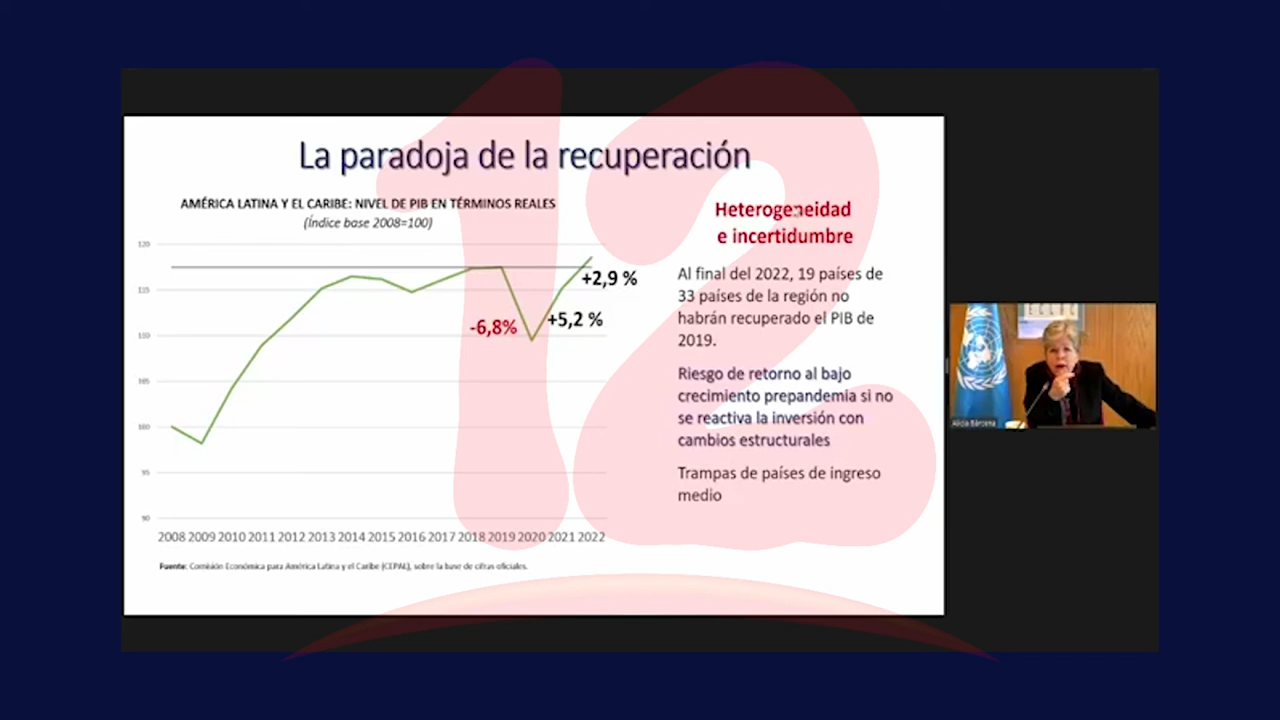 La paradoja de la recuperación
AMÉRICA LATINA Y EL CARIBE: NIVEL DE PIB EN TÉRMINOS REALES
(Índice base 2008=100)
120
115
110
105
100
95
90
+2,9 %
+5,2 %
-6,8%
2008 2009 2010 2011 2012 2013 2014 2015 2016 2017 2018 2019 2020 2021 2022
Fuente: Comisión Económica para América Latina y el Caribe (CEPAL), sobre la base de cifras oficiales.
Heterogeneidad
e incertidumbre
Al final del 2022, 19 países de
33 países de la región no
habrán recuperado el PIB de
2019.
Riesgo de retorno al bajo
crecimiento prepandemia si no
se reactiva la inversión con
cambios estructurales
Trampas de países de ingreso
medio
Alicia Bárcena
12